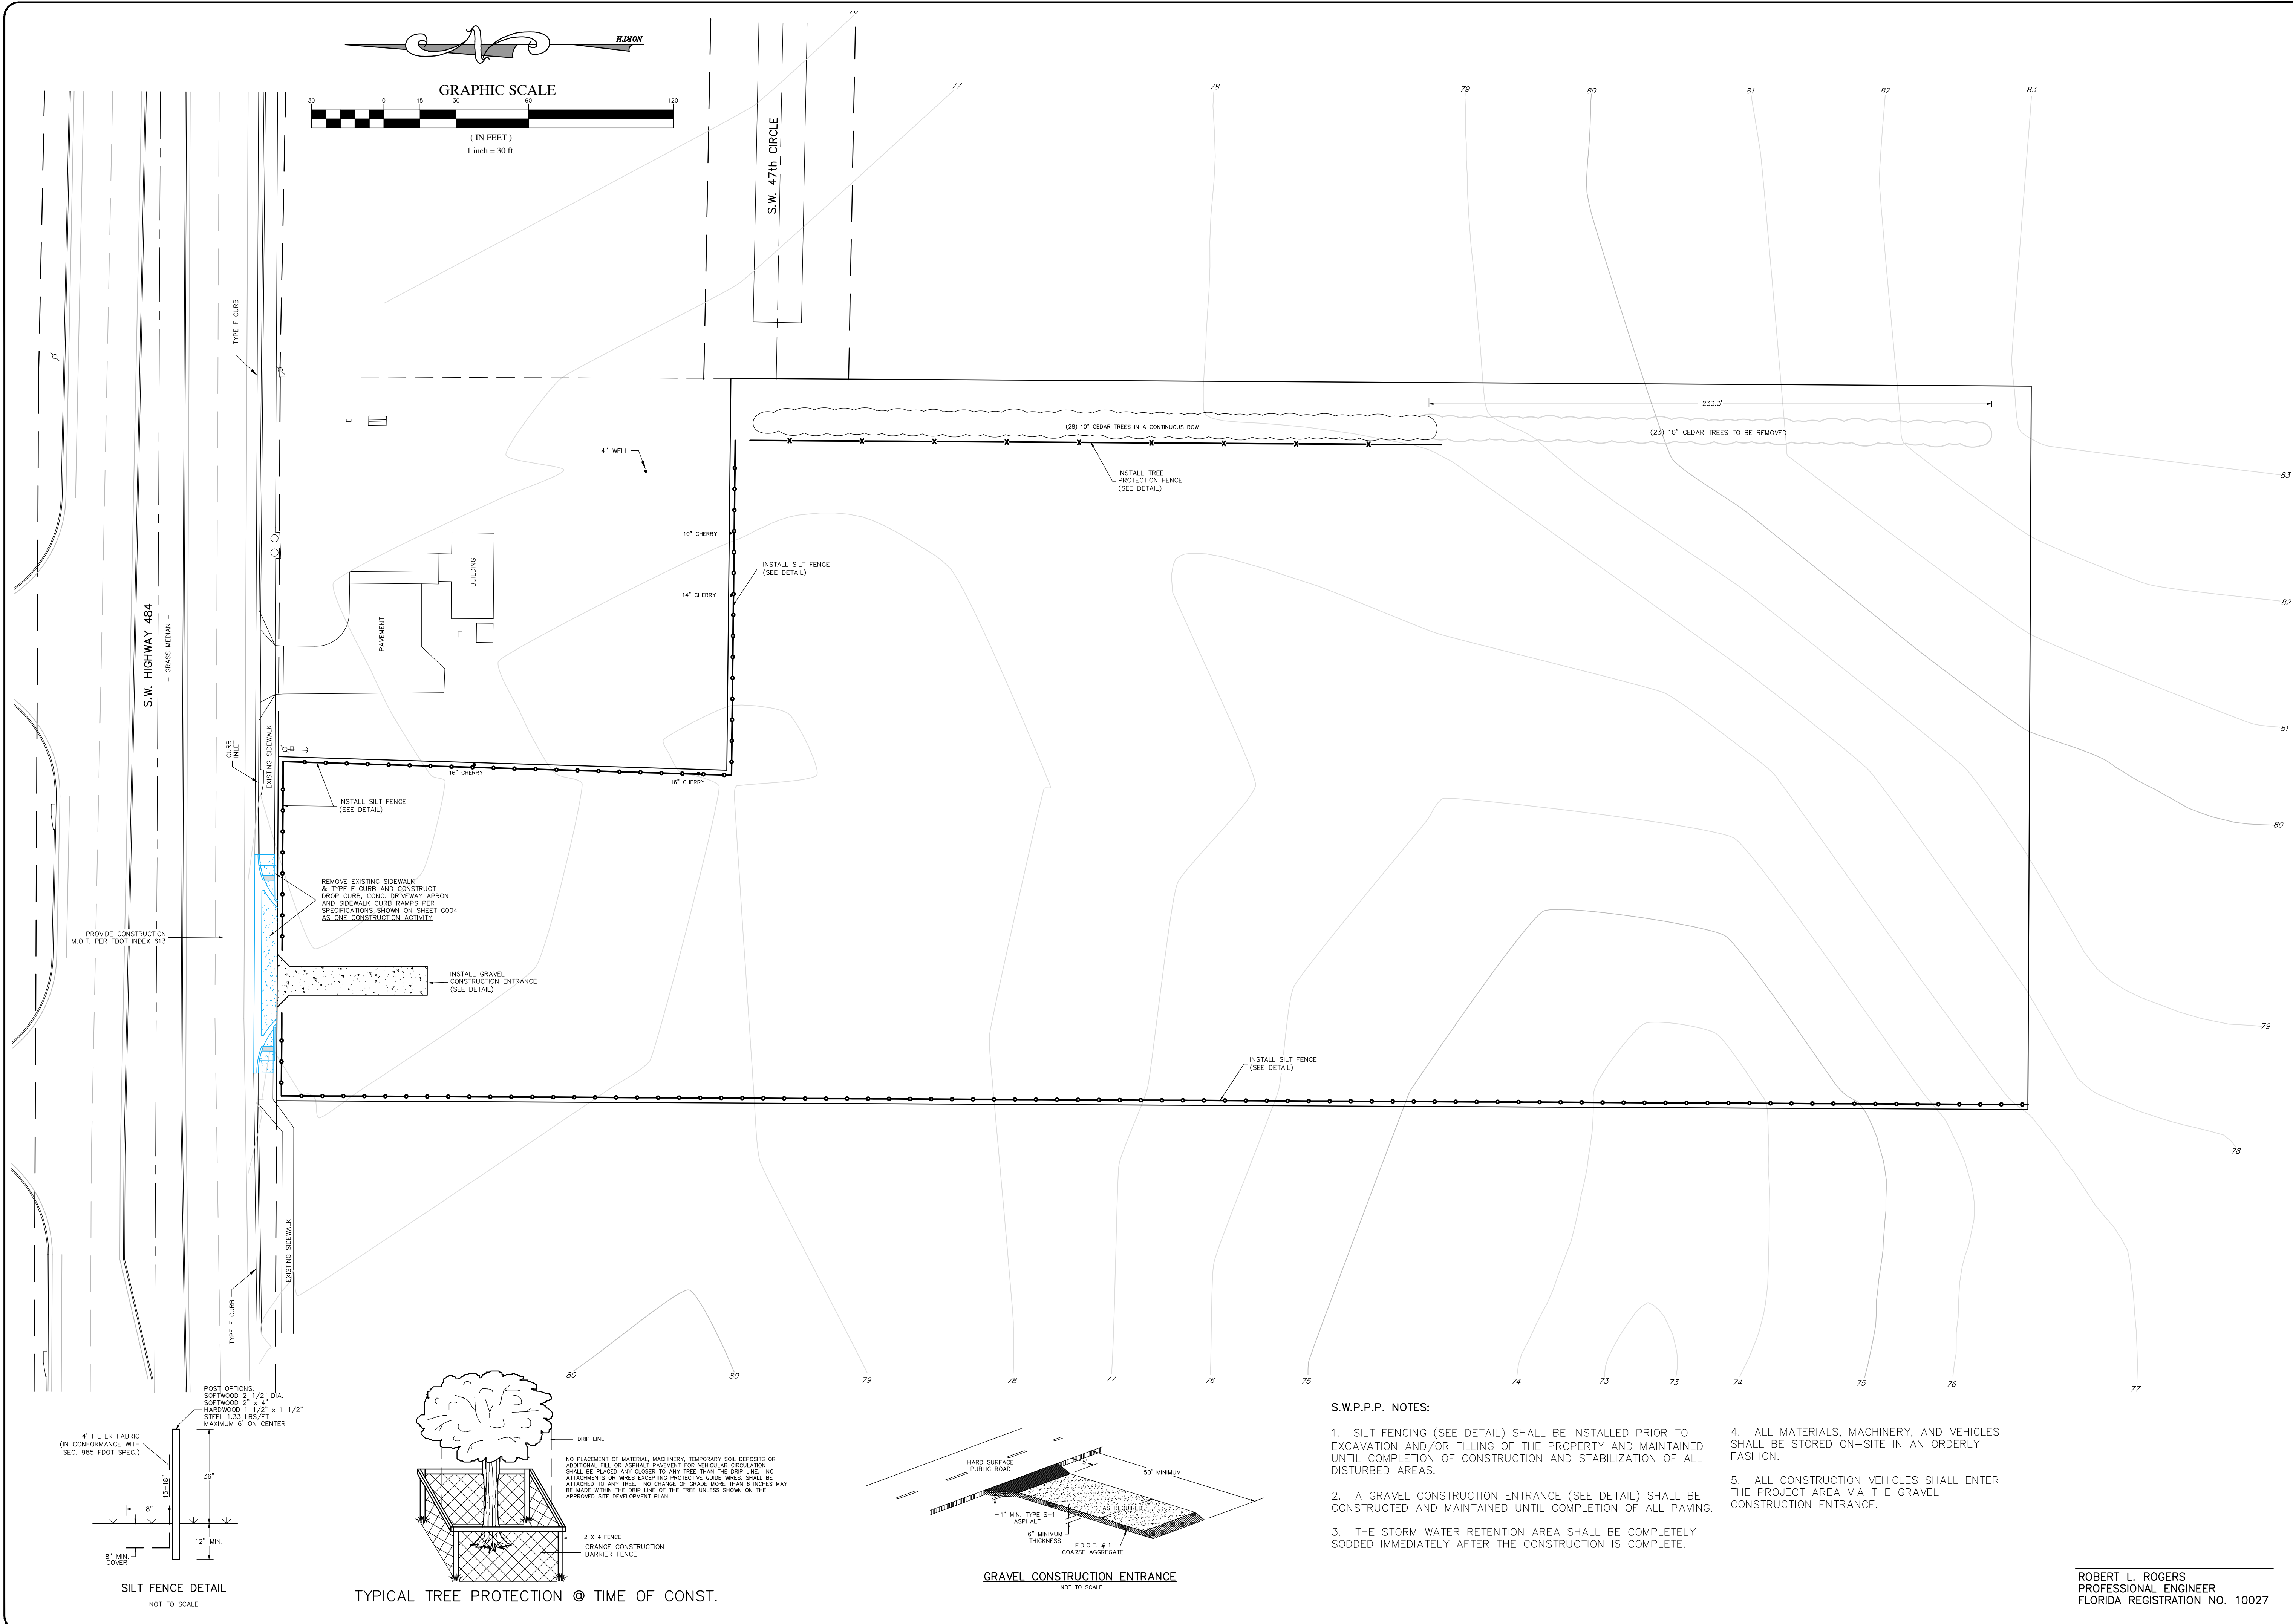 NORTH
GRAPHIC SCALE
30 0 15 30 60 120
( IN FEET )
1 inch = 30 ft.
S.W. 47th CIRCLE
77
78
79
80
81
82
83
TYPE F CURB
233.3'
(28) 10" CEDAR TREES IN A CONTINUOUS ROW
(23) 10" CEDAR TREES TO BE REMOVED
4" WELL
INSTALL TREE
PROTECTION FENCE
(SEE DETAIL)
83
10" CHERRY
INSTALL SILT FENCE
(SEE DETAIL)
14" CHERRY
BUILDING
PAVEMENT
82
S.W. HIGHWAY 484
- GRASS MEDIAN -
81
CURB
INLET
EXISTING SIDEWALK
16" CHERRY
16" CHERRY
INSTALL SILT FENCE
(SEE DETAIL)
80
REMOVE EXISTING SIDEWALK
& TYPE F CURB AND CONSTRUCT
DROP CURB, CONC. DRIVEWAY APRON
AND SIDEWALK CURB RAMPS PER
SPECIFICATIONS SHOWN ON SHEET C004
AS ONE CONSTRUCTION ACTIVITY
PROVIDE CONSTRUCTION
M.O.T. PER FDOT INDEX 613
INSTALL GRAVEL
CONSTRUCTION ENTRANCE
(SEE DETAIL)
79
INSTALL SILT FENCE
(SEE DETAIL)
78
EXISTING SIDEWALK
TYPE F CURB
80
80
79
78
77
76
75
74
73
73
74
75
76
77
POST OPTIONS:
SOFTWOOD 2-1/2" DIA.
SOFTWOOD 2" x 4"
HARDWOOD 1-1/2" x 1-1/2"
STEEL 1.33 LBS/FT
MAXIMUM 6' ON CENTER
4' FILTER FABRIC
(IN CONFORMANCE WITH
SEC. 985 FDOT SPEC.)
36"
15-18"
8"
12" MIN.
8" MIN.
COVER
SILT FENCE DETAIL
NOT TO SCALE
DRIP LINE
NO PLACEMENT OF MATERIAL, MACHINERY, TEMPORARY SOIL DEPOSITS OR
ADDITIONAL FILL OR ASPHALT PAVEMENT FOR VEHICULAR CIRCULATION
SHALL BE PLACED ANY CLOSER TO ANY TREE THAN THE DRIP LINE. NO
ATTACHMENTS OR WIRES EXCEPTING PROTECTIVE GUIDE WIRES, SHALL BE
ATTACHED TO ANY TREE. NO CHANGE OF GRADE MORE THAN 6 INCHES MAY
BE MADE WITHIN THE DRIP LINE OF THE TREE UNLESS SHOWN ON THE
APPROVED SITE DEVELOPMENT PLAN.
2 X 4 FENCE
ORANGE CONSTRUCTION
BARRIER FENCE
TYPICAL TREE PROTECTION @ TIME OF CONST.
HARD SURFACE
PUBLIC ROAD
5'
50' MINIMUM
AS REQUIRED
1" MIN. TYPE S-1
ASPHALT
6" MINIMUM
THICKNESS
F.D.O.T. # 1
COARSE AGGREGATE
GRAVEL CONSTRUCTION ENTRANCE
NOT TO SCALE
S.W.P.P.P. NOTES:
1. SILT FENCING (SEE DETAIL) SHALL BE INSTALLED PRIOR TO
EXCAVATION AND/OR FILLING OF THE PROPERTY AND MAINTAINED
UNTIL COMPLETION OF CONSTRUCTION AND STABILIZATION OF ALL
DISTURBED AREAS.
2. A GRAVEL CONSTRUCTION ENTRANCE (SEE DETAIL) SHALL BE
CONSTRUCTED AND MAINTAINED UNTIL COMPLETION OF ALL PAVING.
3. THE STORM WATER RETENTION AREA SHALL BE COMPLETELY
SODDED IMMEDIATELY AFTER THE CONSTRUCTION IS COMPLETE.
4. ALL MATERIALS, MACHINERY, AND VEHICLES
SHALL BE STORED ON-SITE IN AN ORDERLY
FASHION.
5. ALL CONSTRUCTION VEHICLES SHALL ENTER
THE PROJECT AREA VIA THE GRAVEL
CONSTRUCTION ENTRANCE.
ROBERT L. ROGERS
PROFESSIONAL ENGINEER
FLORIDA REGISTRATION NO. 10027